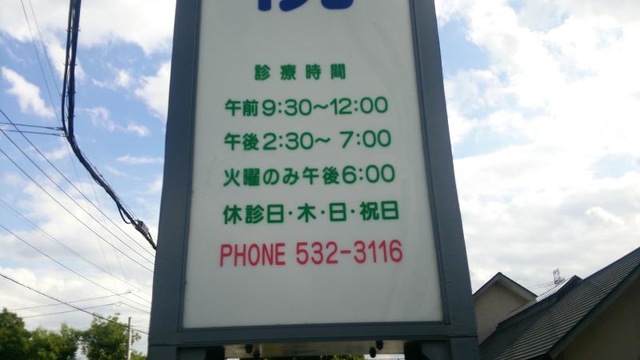 診療時間
午前9:30〜12:00
午後2:30〜 7:00
火曜のみ午後6:00
休診日・木・日・祝日
PHONE 532-3116